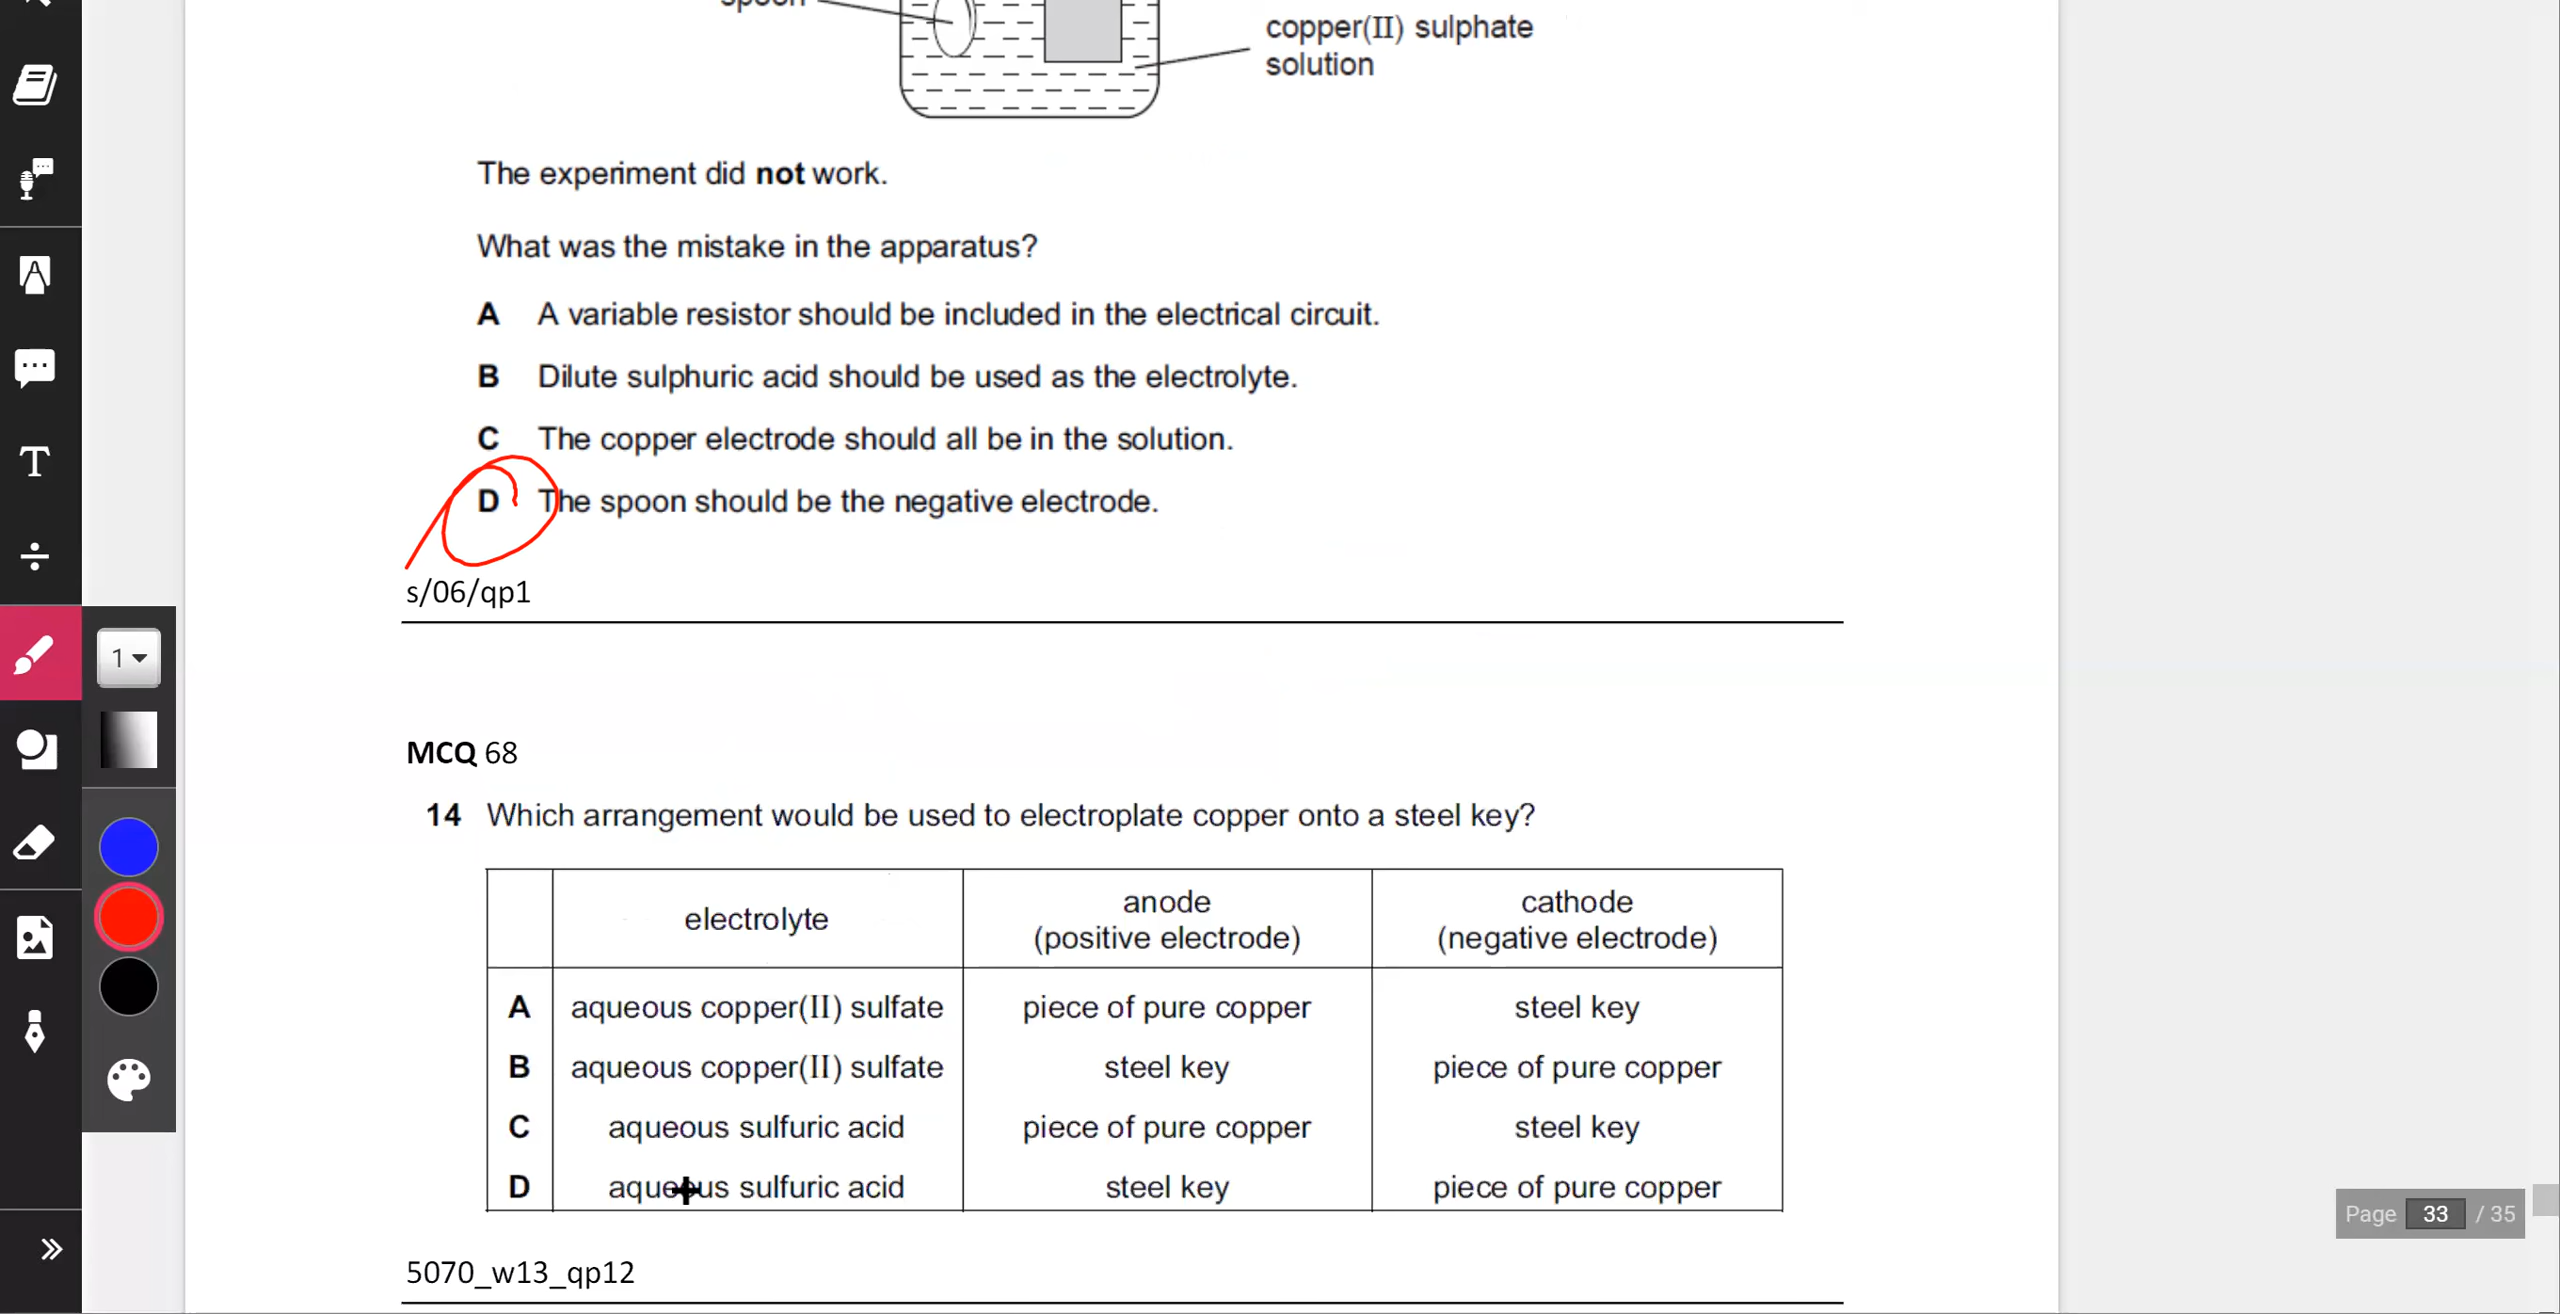 spoon
copper(II) sulphate
solution
The experiment did not work.
What was the mistake in the apparatus?
A A variable resistor should be included in the electrical circuit.
B Dilute sulphuric acid should be used as the electrolyte.
C The copper electrode should all be in the solution.
D The spoon should be the negative electrode.
s/06/qp1
MCQ 68
14 Which arrangement would be used to electroplate copper onto a steel key?
electrolyte anode (positive electrode) cathode (negative electrode)
A aqueous copper(II) sulfate piece of pure copper steel key
B aqueous copper(II) sulfate steel key piece of pure copper
C aqueous sulfuric acid piece of pure copper steel key
D aqueous sulfuric acid steel key piece of pure copper
5070_w13_qp12
T
1
Page 33 / 35